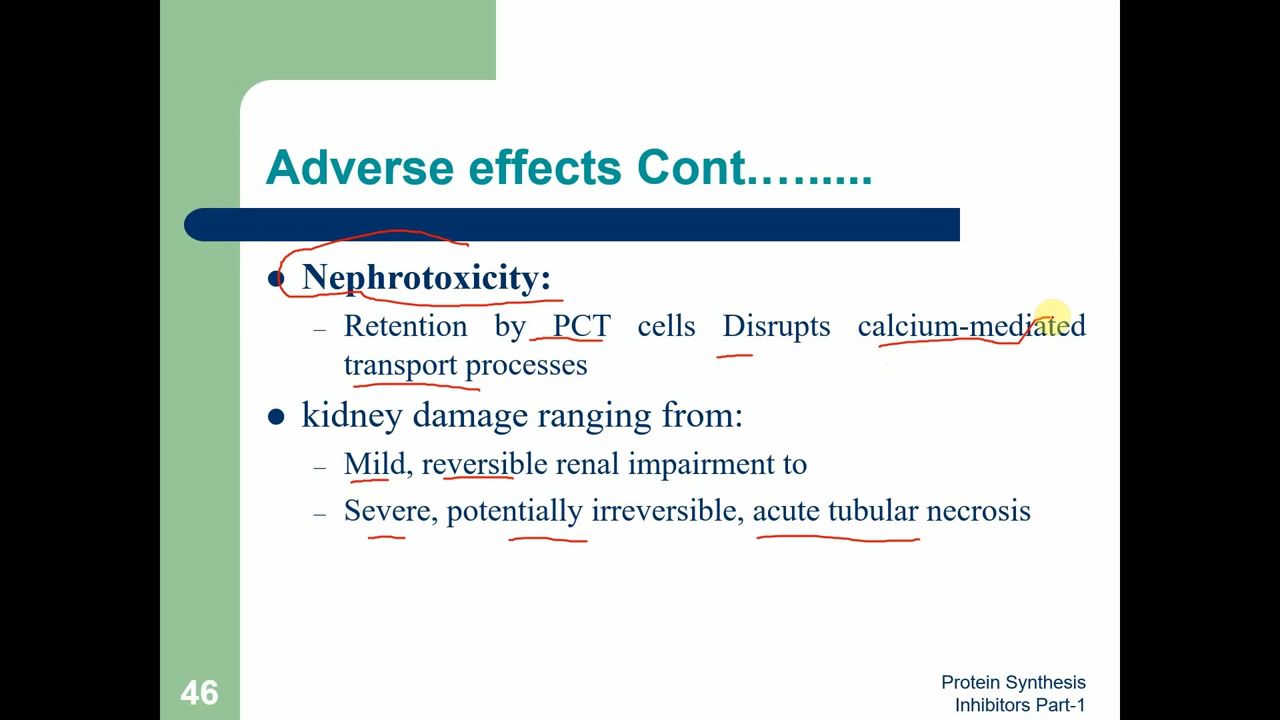 Adverse effects Cont.…......
Nephrotoxicity:
– Retention by PCT cells Disrupts calcium-mediated
transport processes
kidney damage ranging from:
– Mild, reversible renal impairment to
– Severe, potentially irreversible, acute tubular necrosis
46
Protein Synthesis
Inhibitors Part-1